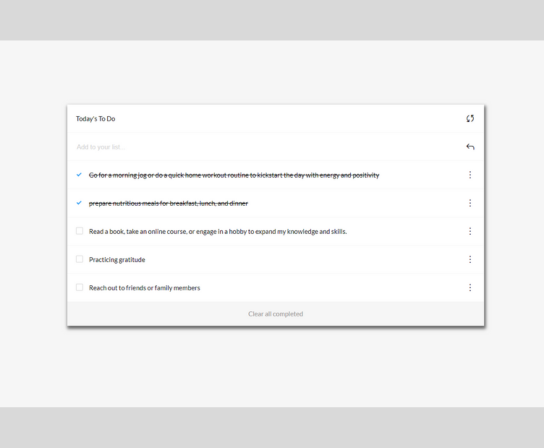 Today's To Do
Add to your list...
Go for a morning jog or do a quick home workout routine to kickstart the day with energy and positivity
prepare nutritious meals for breakfast, lunch, and dinner
Read a book, take an online course, or engage in a hobby to expand my knowledge and skills.
Practicing gratitude
Reach out to friends or family members
Clear all completed